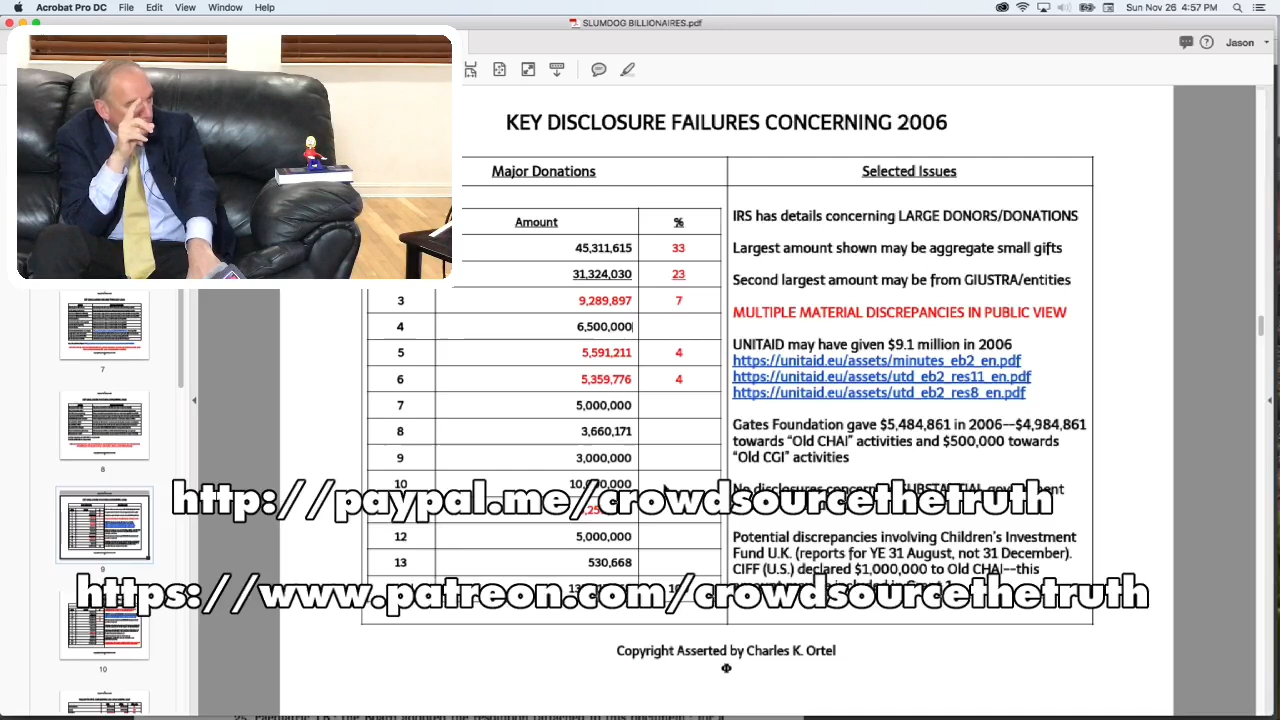 Acrobat Pro DC File Edit View Window Help Sun Nov 26 4:57 PM
SLUMDOG BILLIONAIRES.pdf
Jason
KEY DISCLOSURE FAILURES CONCERNING 2006
Major Donations Selected Issues
Amount %
45,311,615 33
31,324,030 23
3 9,289,897 7
4 6,500,000
5 5,591,211 4
6 5,359,776 4
7 5,000,000
8 3,660,171
9 3,000,000
10
12 5,000,000
13 530,668
IRS has details concerning LARGE DONORS/DONATIONS
Largest amount shown may be aggregate small gifts
Second largest amount may be from GIUSTRA/entities
MULTIPLE MATERIAL DISCREPANCIES IN PUBLIC VIEW
UNITAID may have given $9.1 million in 2006
https://unitaid.eu/assets/minutes_eb2_en.pdf
https://unitaid.eu/assets/utd_eb2_res11_en.pdf
https://unitaid.eu/assets/utd_eb2_res8_en.pdf
Gates Foundation gave $5,484,861 in 2006--$4,984,861
towards “Old CHAI” activities and $500,000 towards
“Old CGI” activities
No disclosures
Potential discrepancies involving Children’s Investment
Fund U.K. (reports for YE 31 August, not 31 December).
CIFF (U.S.) declared $1,000,000 to Old CHAI--this
http://paypal.me/crowdsourcethetruth
https://www.patreon.com/crowdsourcethetruth
Copyright Asserted by Charles K. Ortel
7
8
9
10